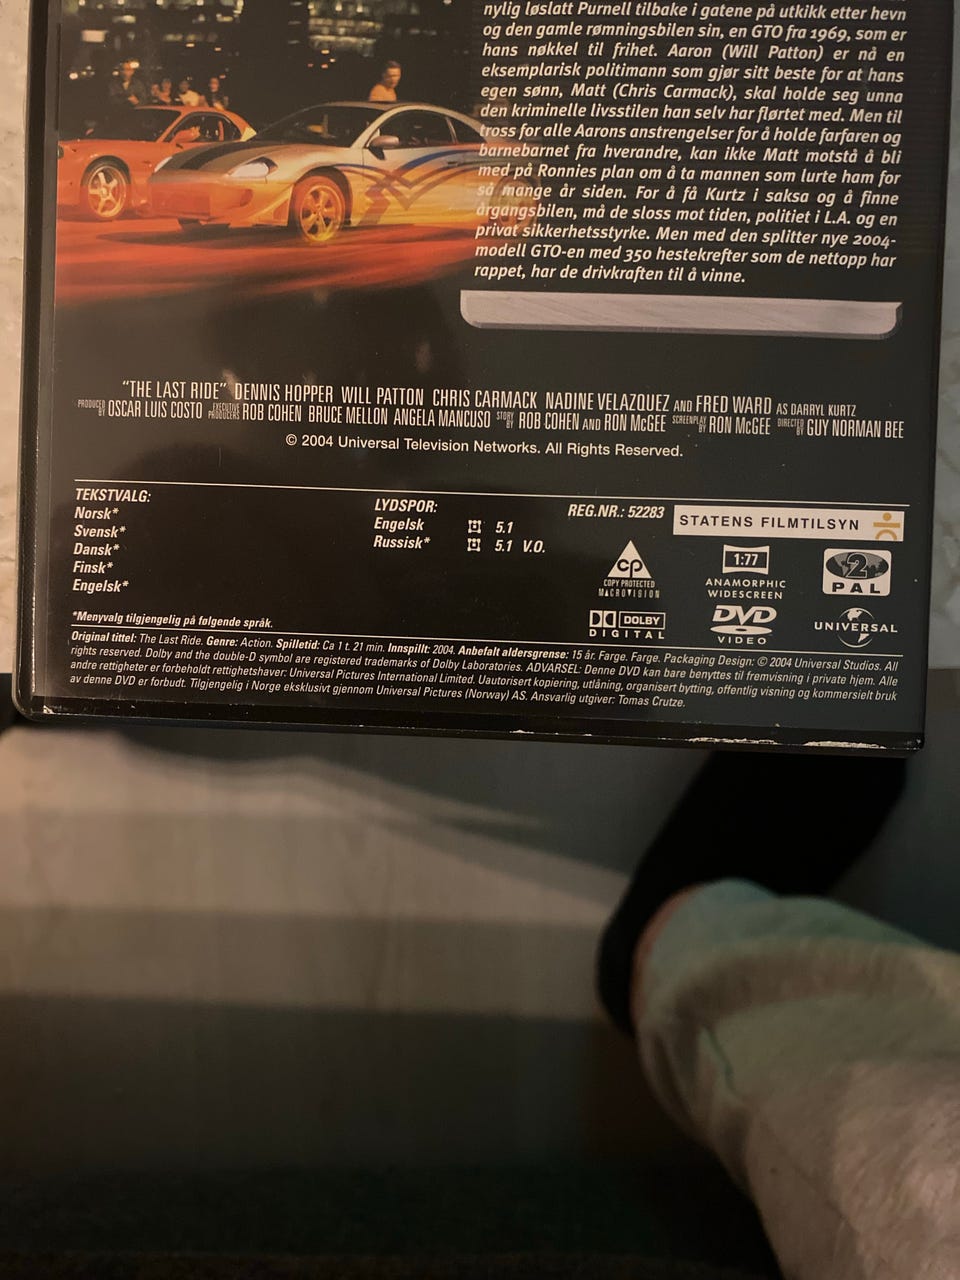 nylig løslatt Purnell tilbake i gatene på utkikk etter hevn
og den gamle rømningsbilen sin, en GTO fra 1969, som er
hans nøkkel til frihet. Aaron (Will Patton) er nå en
eksemplarisk politimann som gjør sitt beste for at hans
egen sønn, Matt (Chris Carmack), skal holde seg unna
den kriminelle livsstilen han selv har flørtet med. Men til
tross for alle Aarons anstrengelser for å holde farfaren og
barnebarnet fra hverandre, kan ikke Matt motstå å bli
med på Ronnies plan om å ta mannen som lurte ham for
så mange år siden. For å få Kurtz i saksa og å finne
årgangsbilen, må de sloss mot tiden, politiet i L.A. og en
privat sikkerhetsstyrke. Men med den splitter nye 2004-
modell GTO-en med 350 hestekrefter som de nettopp har
rappet, har de drivkraften til å vinne.
"THE LAST RIDE" DENNIS HOPPER WILL PATTON CHRIS CARMACK NADINE VELAZQUEZ AND FRED WARD AS DARRYL KURTZ
PRODUCED BY OSCAR LUIS COSTO EXECUTIVE PRODUCERS ROB COHEN BRUCE MELLON ANGELA MANCUSO STORY BY ROB COHEN AND RON McGEE SCREENPLAY BY RON McGEE DIRECTED BY GUY NORMAN BEE
© 2004 Universal Television Networks. All Rights Reserved.
TEKSTVALG:
Norsk*
Svensk*
Dansk*
Finsk*
Engelsk*
LYDSPOR:
Engelsk 5.1
Russisk* 5.1 V.O.
REG.NR.: 52283
STATENS FILMTILSYN
CP
COPY PROTECTED
MACROVISION
1:77
ANAMORPHIC
WIDESCREEN
2
PAL
DOLBY
DIGITAL
DVD
VIDEO
UNIVERSAL
*Menyvalg tilgjengelig på følgende språk.
Original tittel: The Last Ride. Genre: Action. Spilletid: Ca 1 t. 21 min. Innspilt: 2004. Anbefalt aldersgrense: 15 år. Farge. Farge. Packaging Design: © 2004 Universal Studios. All
rights reserved. Dolby and the double-D symbol are registered trademarks of Dolby Laboratories. ADVARSEL: Denne DVD kan bare benyttes til fremvisning i private hjem. Alle
andre rettigheter er forbeholdt rettighetshaver: Universal Pictures International Limited. Uautorisert kopiering, utlåning, organisert bytting, offentlig visning og kommersielt bruk
av denne DVD er forbudt. Tilgjengelig i Norge eksklusivt gjennom Universal Pictures (Norway) AS. Ansvarlig utgiver: Tomas Crutze.